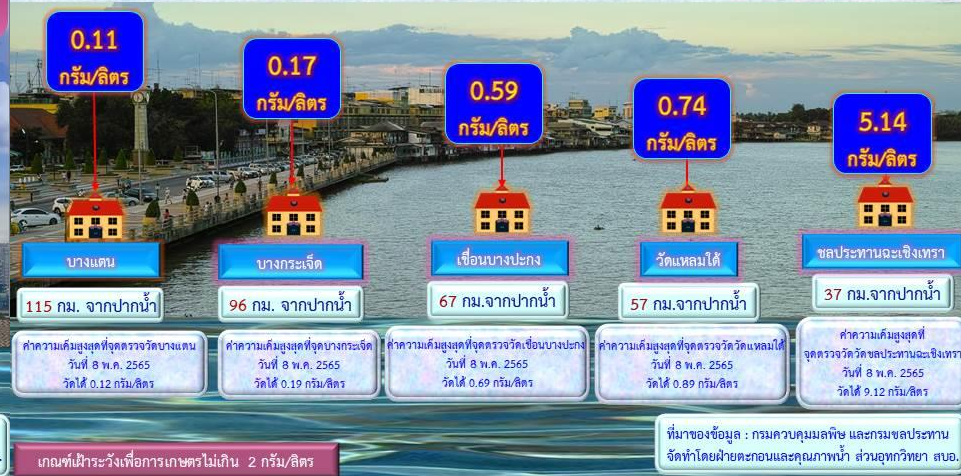 0.11
กรัม/ลิตร
0.17
กรัม/ลิตร
0.59
กรัม/ลิตร
0.74
กรัม/ลิตร
5.14
กรัม/ลิตร
บางแตน
บางกระเจ็ด
เขื่อนบางปะกง
วัดแหลมใต้
ชลประทานฉะเชิงเทรา
115 กม. จากปากน้ำ
96 กม. จากปากน้ำ
67 กม.จากปากน้ำ
57 กม.จากปากน้ำ
37 กม.จากปากน้ำ
ค่าความเค็มสูงสุดที่จุดตรวจวัดบางแตน
วันที่ 8 พ.ค. 2565
วัดได้ 0.12 กรัม/ลิตร
ค่าความเค็มสูงสุดที่จุดบางกระเจ็ด
วันที่ 8 พ.ค. 2565
วัดได้ 0.19 กรัม/ลิตร
ค่าความเค็มสูงสุดที่จุดตรวจวัดเขื่อนบางปะกง
วันที่ 8 พ.ค. 2565
วัดได้ 0.69 กรัม/ลิตร
ค่าความเค็มสูงสุดที่จุดตรวจวัดวัดแหลมใต้
วันที่ 8 พ.ค. 2565
วัดได้ 0.89 กรัม/ลิตร
ค่าความเค็มสูงสุดที่
จุดตรวจวัดชลประทานฉะเชิงเทรา
วันที่ 8 พ.ค. 2565
วัดได้ 9.12 กรัม/ลิตร
เกณฑ์เฝ้าระวังเพื่อการเกษตรไม่เกิน 2 กรัม/ลิตร
ที่มาของข้อมูล : กรมควบคุมมลพิษ และกรมชลประทาน
จัดทำโดยฝ่ายตะกอนและคุณภาพน้ำ ส่วนอุทกวิทยา สบอ.